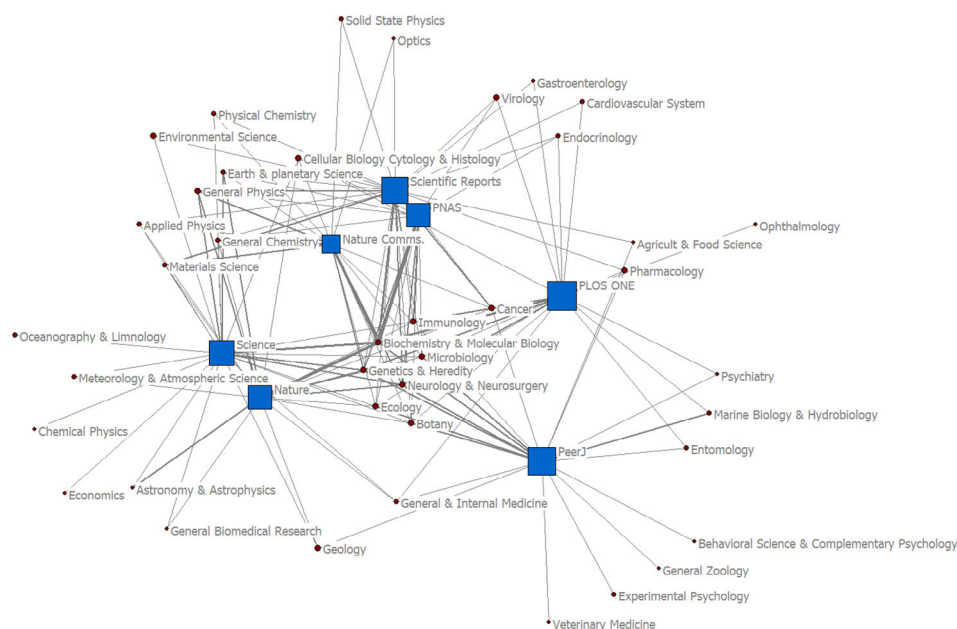 Solid State Physics
Optics
Gastroenterology
Virology
Cardiovascular System
Physical Chemistry
Environmental Science
Endocrinology
Cellular Biology Cytology & Histology
Earth & planetary Science
Scientific Reports
General Physics
PNAS
Applied Physics
Ophthalmology
General Chemistry
Nature Comms.
Agricult & Food Science
Materials Science
Pharmacology
PLOS ONE
Cancer
Immunology
Oceanography & Limnology
Science
Biochemistry & Molecular Biology
Microbiology
Genetics & Heredity
Meteorology & Atmospheric Science
Psychiatry
Neurology & Neurosurgery
Nature
Ecology
Marine Biology & Hydrobiology
Botany
Chemical Physics
Entomology
PeerJ
Economics
Astronomy & Astrophysics
General & Internal Medicine
General Biomedical Research
Behavioral Science & Complementary Psychology
Geology
General Zoology
Experimental Psychology
Veterinary Medicine